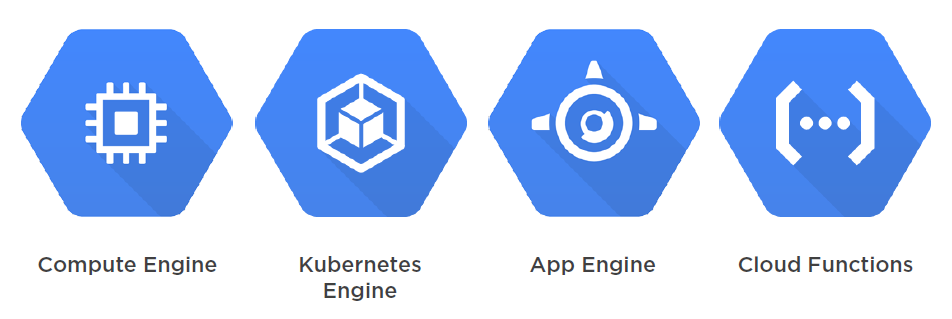 Compute Engine
Kubernetes
Engine
App Engine
Cloud Functions